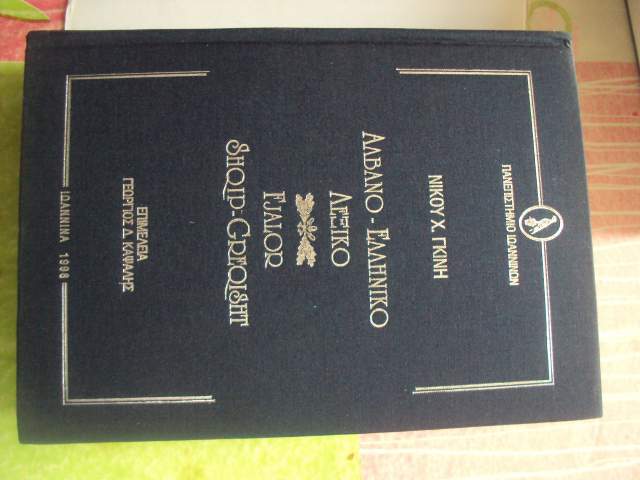 ΠΑΝΕΠΙΣΤΗΜΙΟ ΙΩΑΝΝΙΝΩΝ
ΝΙΚΟΥ Χ. ΓΚΙΝΗ
ΑΛΒΑΝΟ - ΕΛΛΗΝΙΚΟ
ΛΕΞΙΚΟ
FJALOR
SHQIP - GREQISHT
ΕΠΙΜΕΛΕΙΑ
ΓΕΩΡΓΙΟΣ Δ. ΚΑΨΑΛΗΣ
ΙΩΑΝΝΙΝΑ 1998